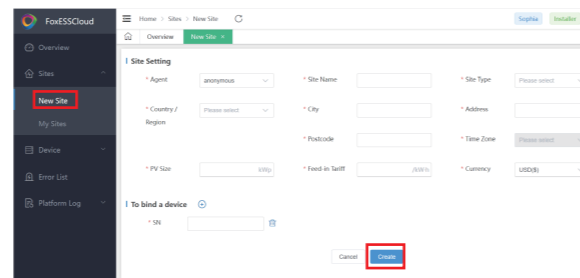 FoxESSCloud
Home > Sites > New Site
Sophia Installer
Overview
New Site ×
Overview
Sites
New Site
My Sites
Device
Error List
Platform Log
Site Setting
* Agent anonymous
* Site Name
* Site Type Please select
* Country / Region Please select
* City
* Address
* Postcode
* Time Zone Please select
* PV Size kWp
* Feed-in Tariff /kWh
* Currency USD($)
To bind a device
* SN
Cancel
Create